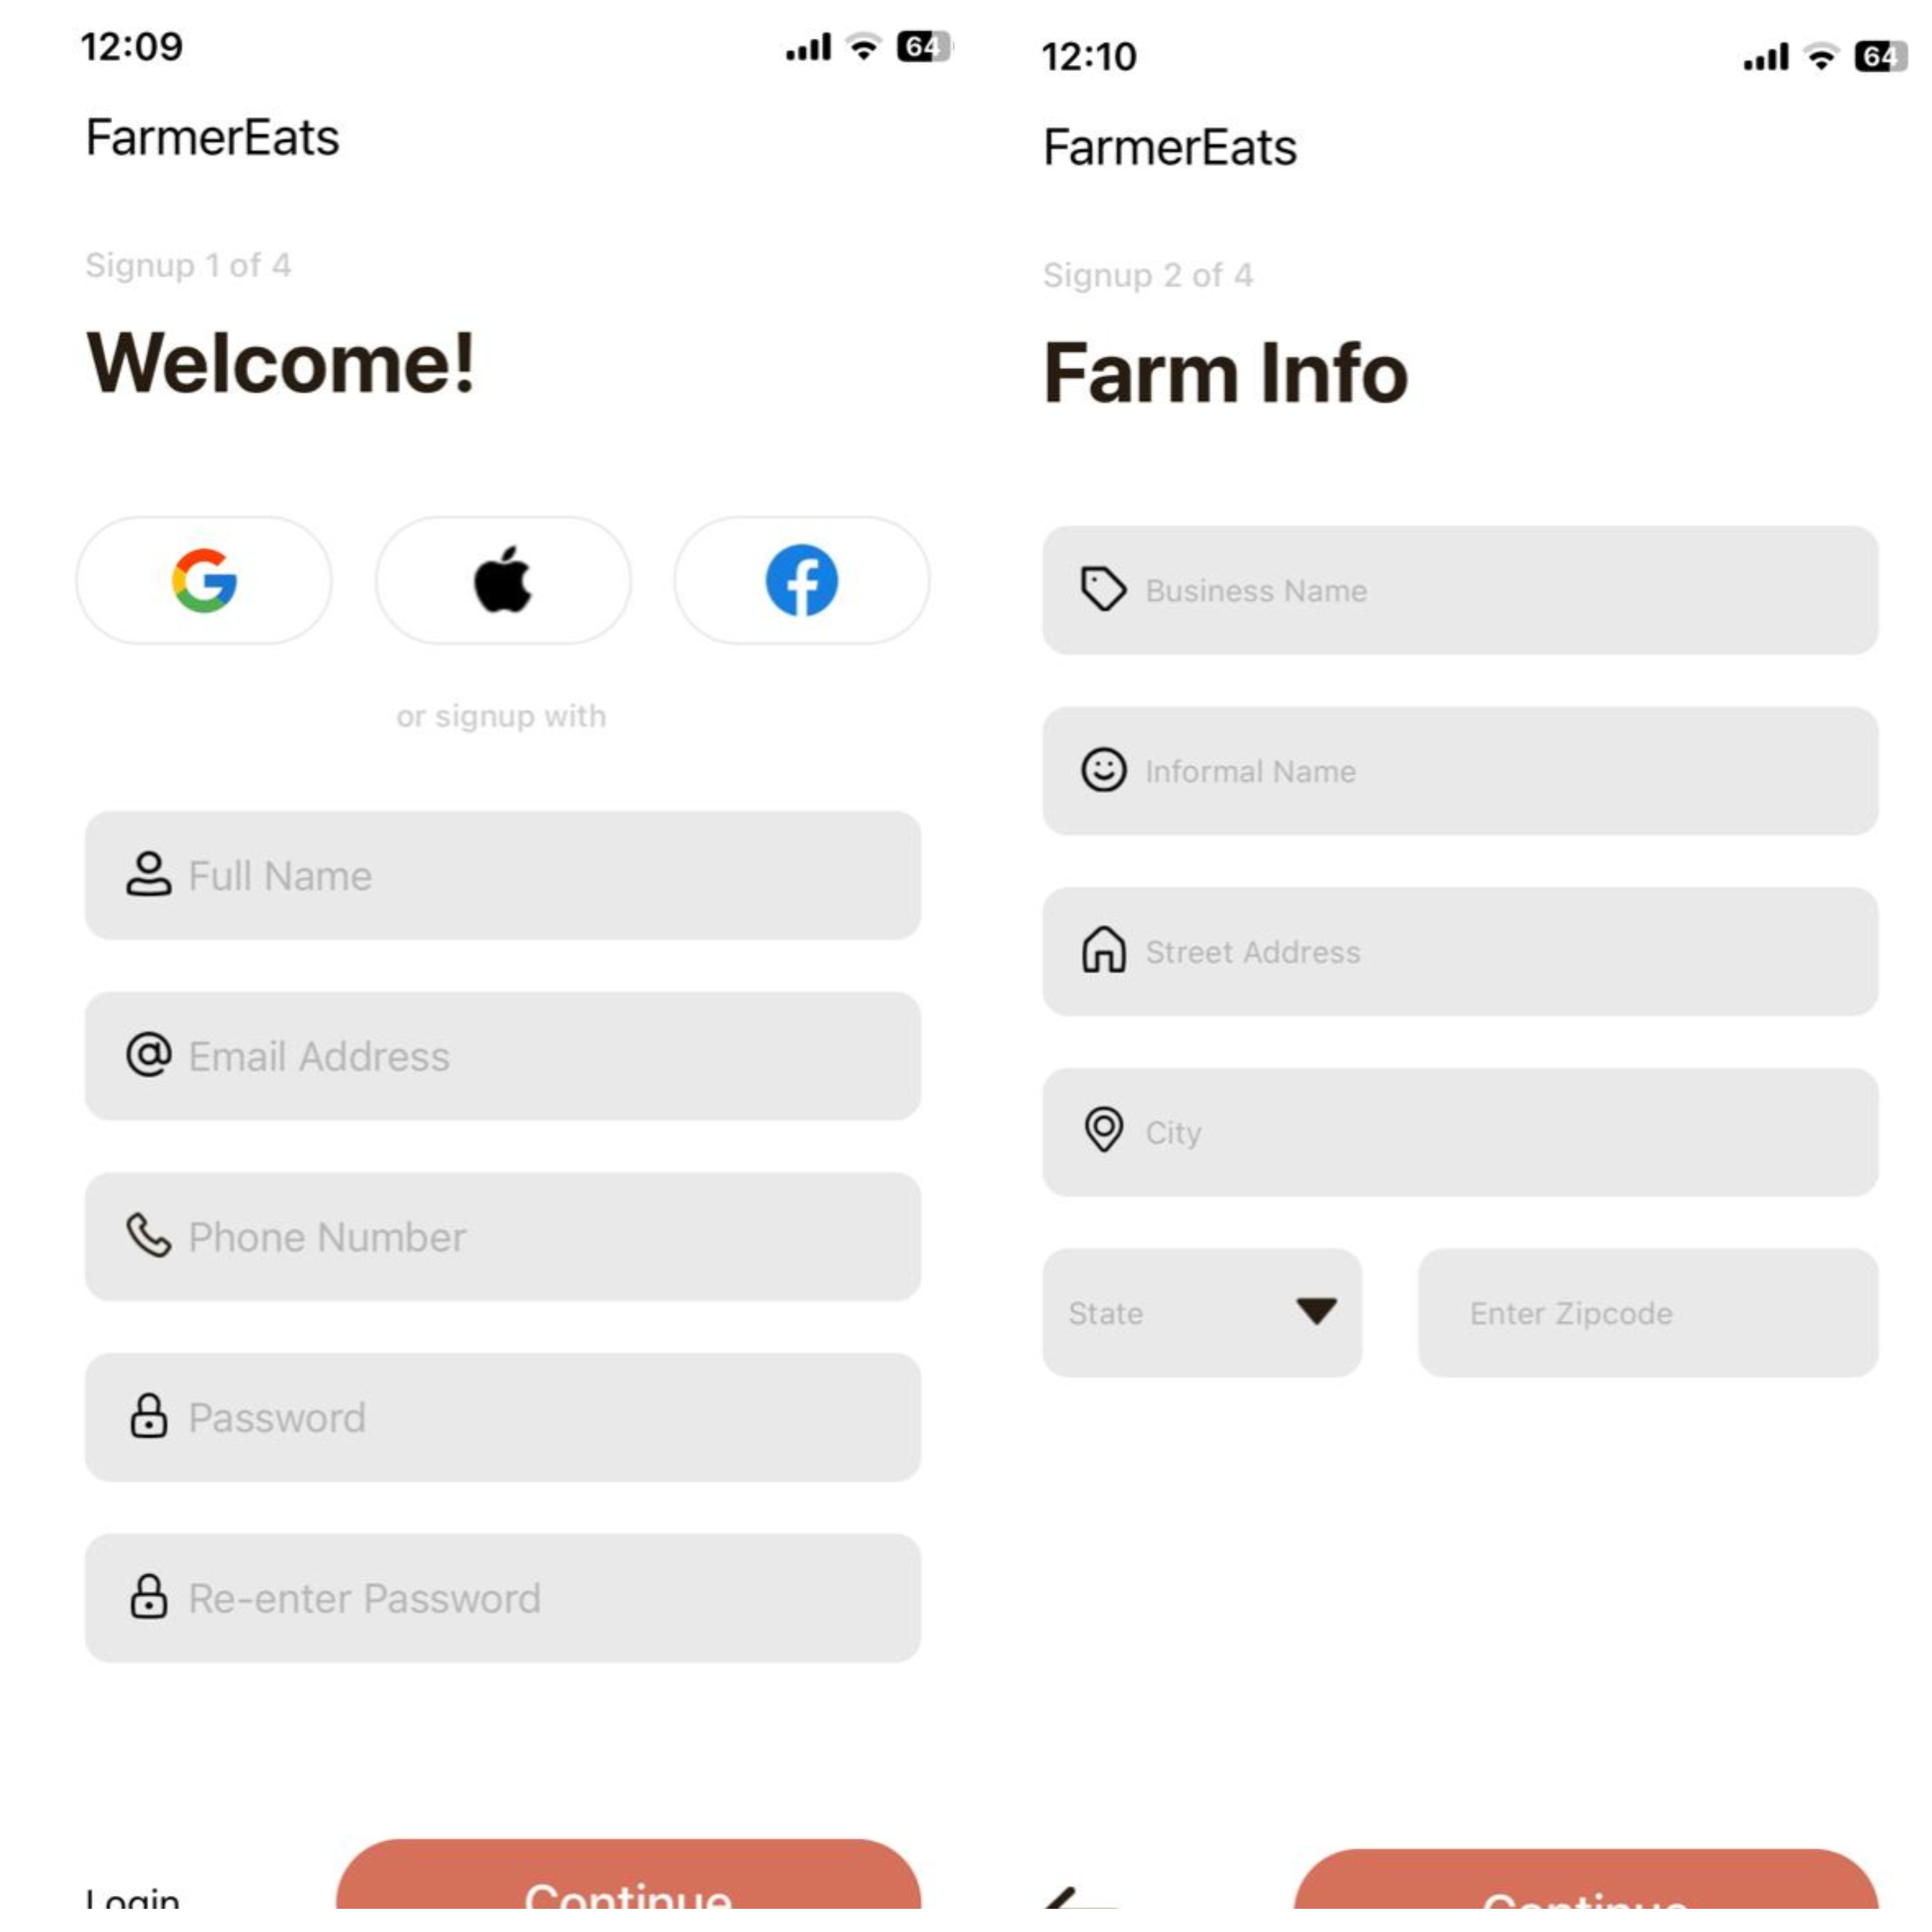 12:09
64
FarmerEats
Signup 1 of 4
Welcome!
or signup with
Full Name
Email Address
Phone Number
Password
Re-enter Password
Login
Continue
12:10
64
FarmerEats
Signup 2 of 4
Farm Info
Business Name
Informal Name
Street Address
City
State
Enter Zipcode
Continue